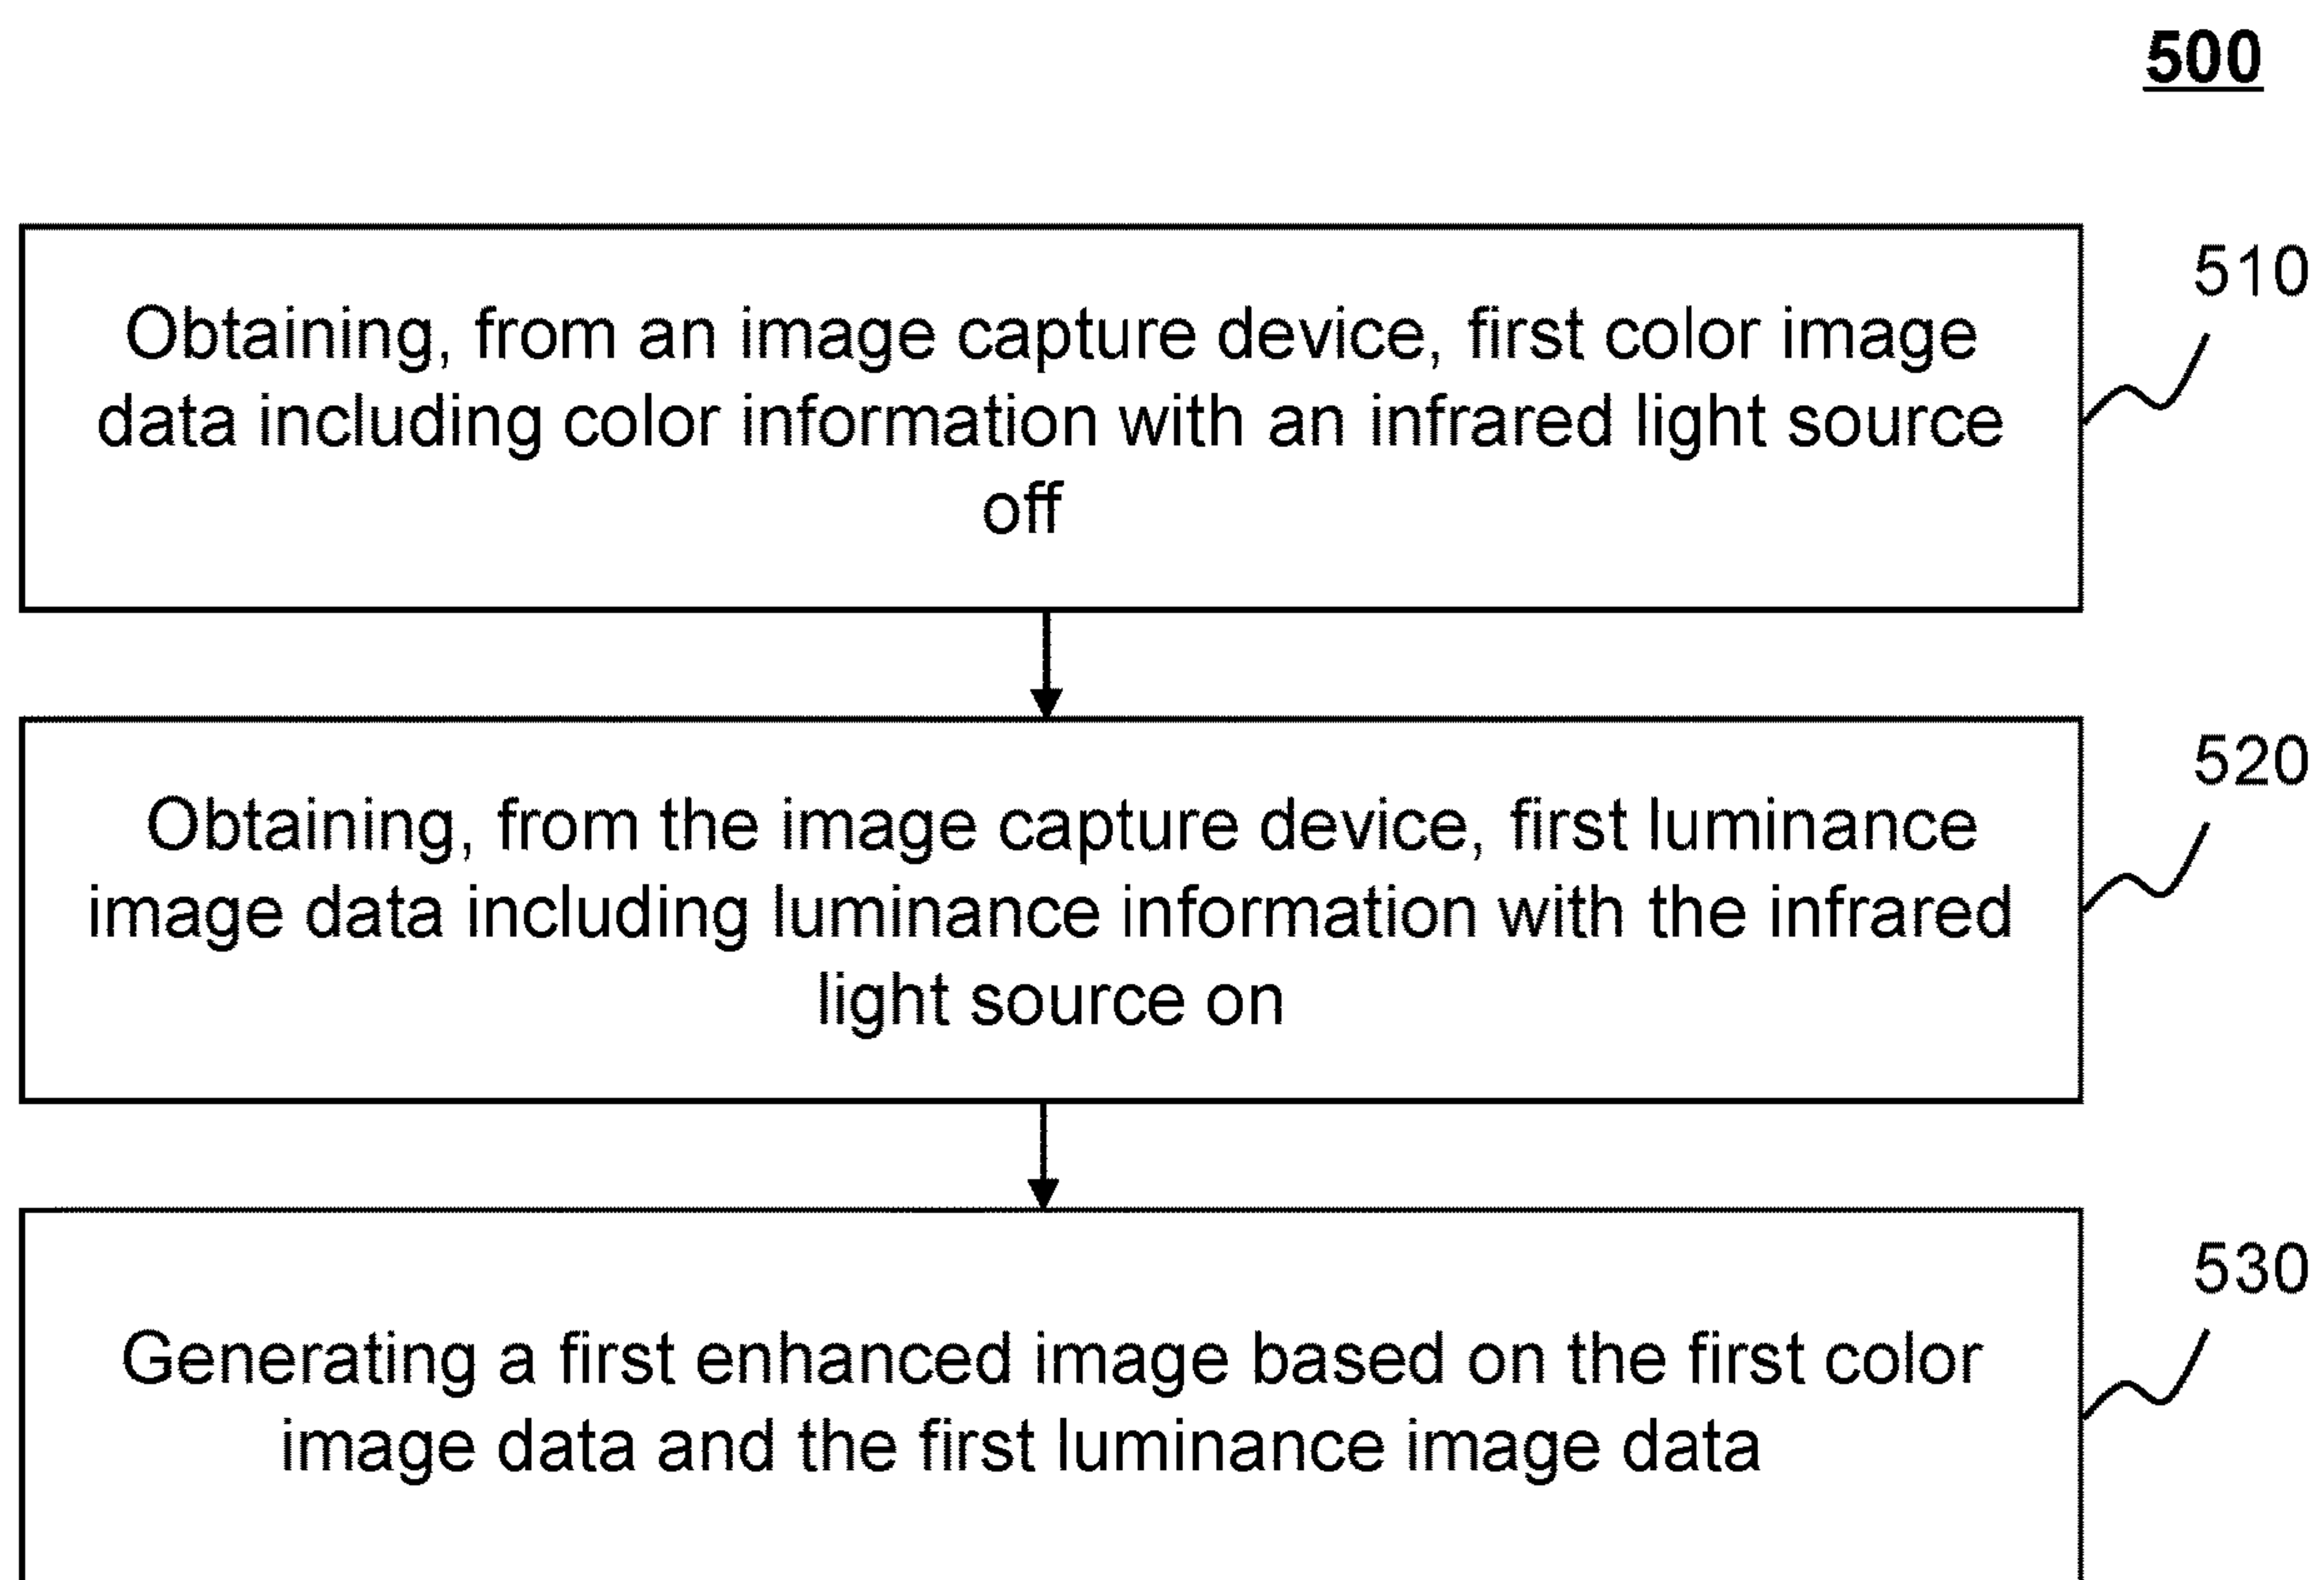 500
510
Obtaining, from an image capture device, first color image
data including color information with an infrared light source
off
520
Obtaining, from the image capture device, first luminance
image data including luminance information with the infrared
light source on
530
Generating a first enhanced image based on the first color
image data and the first luminance image data